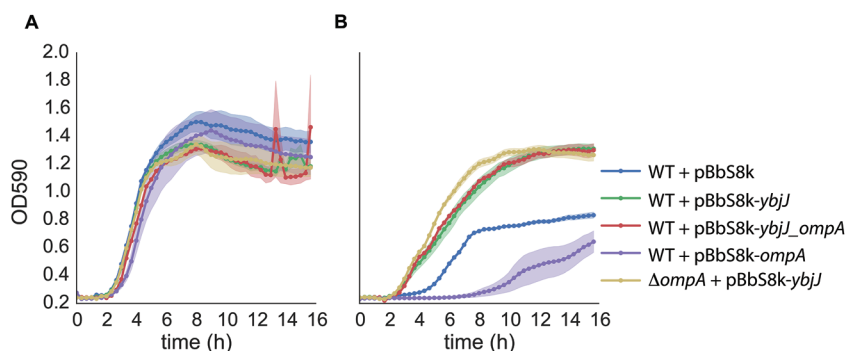 A
B
2.0
1.8
1.6
1.4
1.2
1.0
0.8
0.6
0.4
0.2
OD590
0 2 4 6 8 10 12 14 16
time (h)
0 2 4 6 8 10 12 14 16
time (h)
WT + pBbS8k
WT + pBbS8k-ybjJ
WT + pBbS8k-ybjJ_ompA
WT + pBbS8k-ompA
ΔompA + pBbS8k-ybjJ